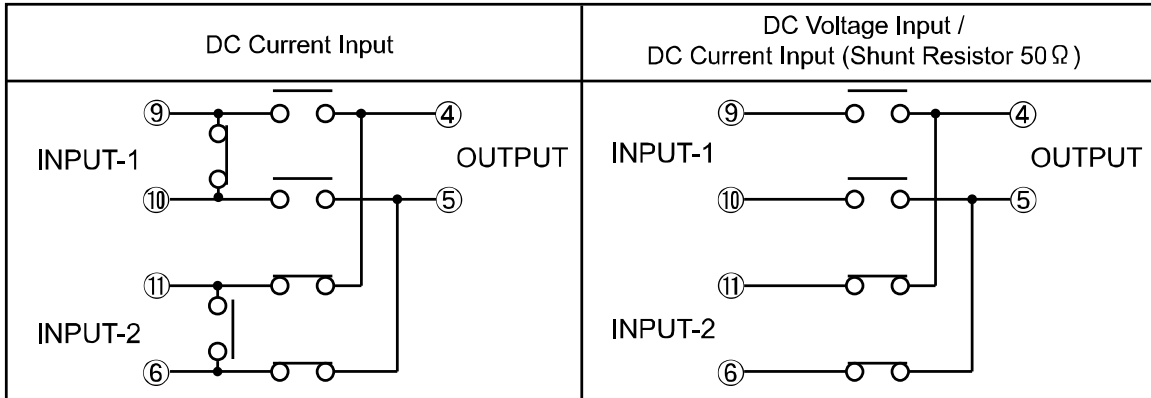 DC Current Input
DC Voltage Input /
DC Current Input (Shunt Resistor 50Ω)
⑨ ④
INPUT-1 OUTPUT
⑩ ⑤
⑪
INPUT-2
⑥
⑨ ④
INPUT-1 OUTPUT
⑩ ⑤
⑪
INPUT-2
⑥